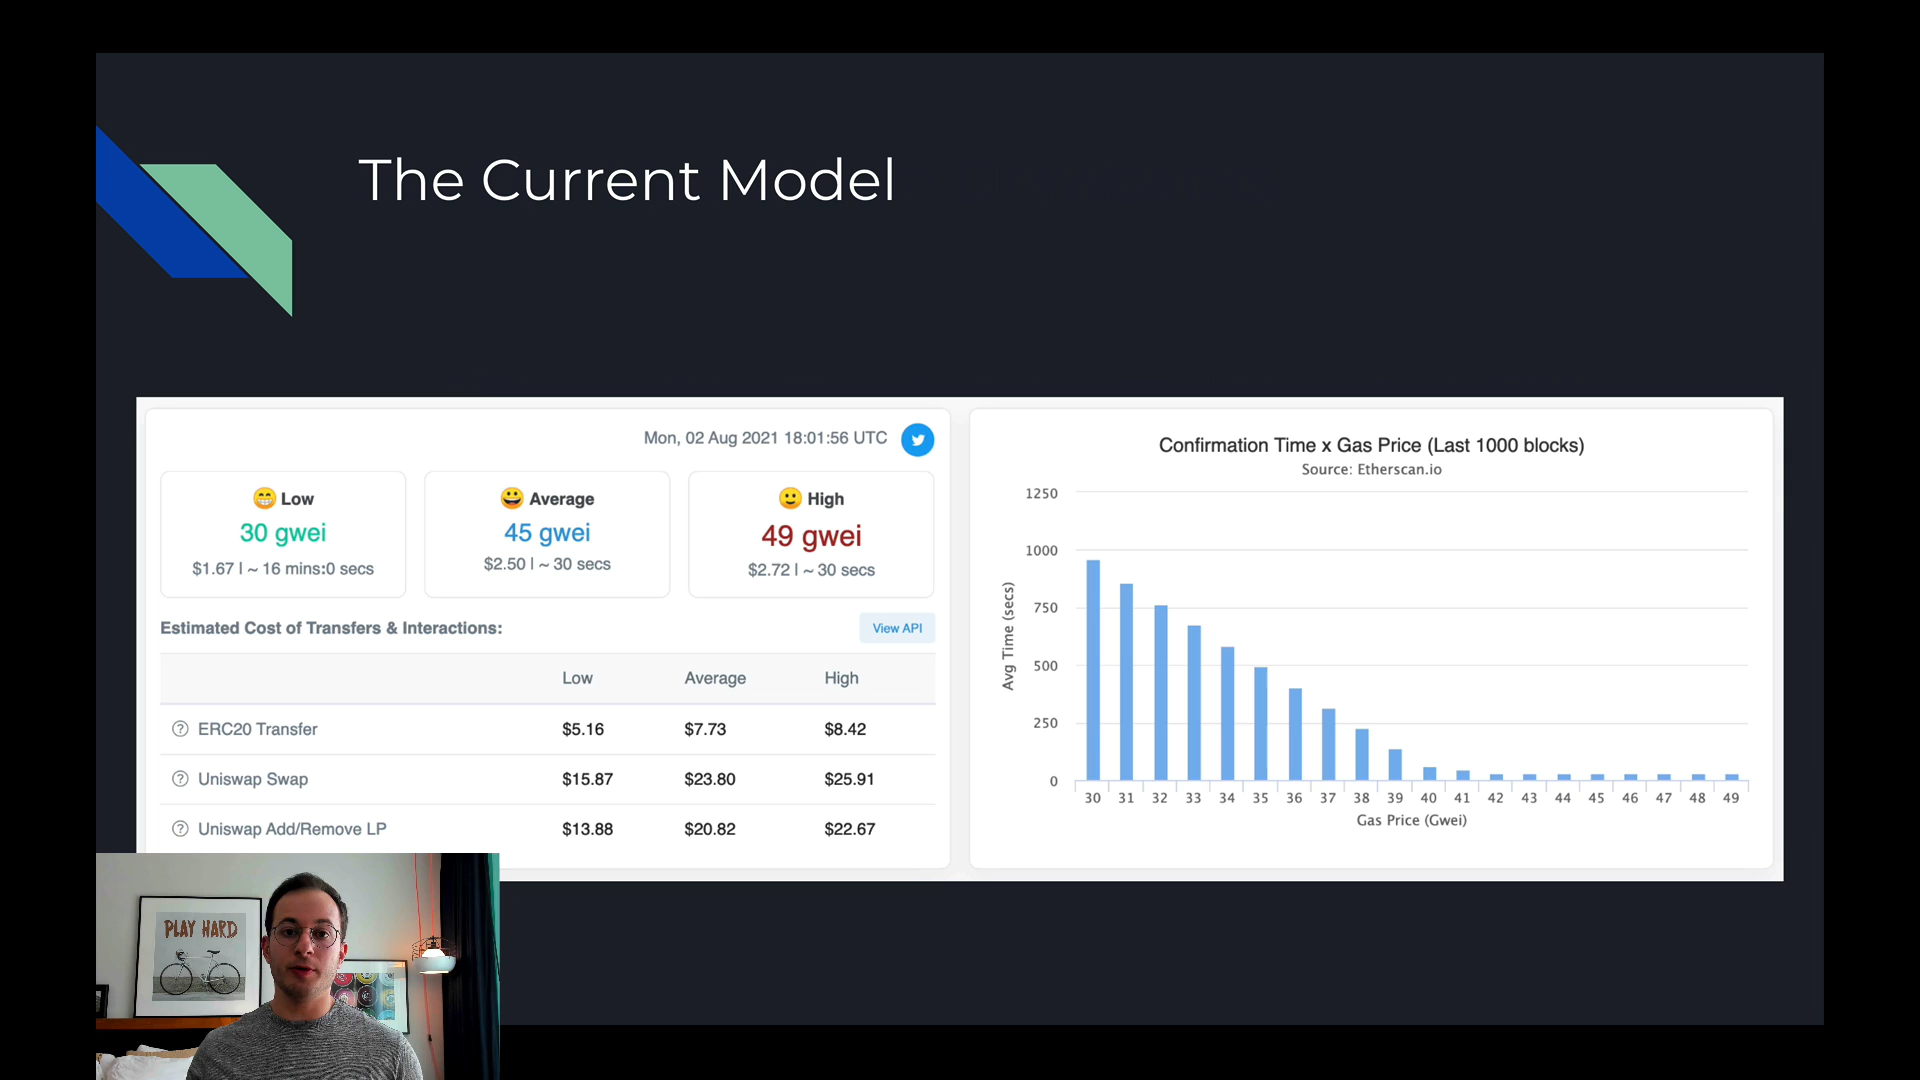 The Current Model
Mon, 02 Aug 2021 18:01:56 UTC
😁 Low
30 gwei
$1.67 | ~ 16 mins:0 secs
😀 Average
45 gwei
$2.50 | ~ 30 secs
🙂 High
49 gwei
$2.72 | ~ 30 secs
Estimated Cost of Transfers & Interactions:
View API
Low Average High
ERC20 Transfer $5.16 $7.73 $8.42
Uniswap Swap $15.87 $23.80 $25.91
Uniswap Add/Remove LP $13.88 $20.82 $22.67
Confirmation Time x Gas Price (Last 1000 blocks)
Source: Etherscan.io
Avg Time (secs)
1250
1000
750
500
250
0
30 31 32 33 34 35 36 37 38 39 40 41 42 43 44 45 46 47 48 49
Gas Price (Gwei)
PLAY HARD